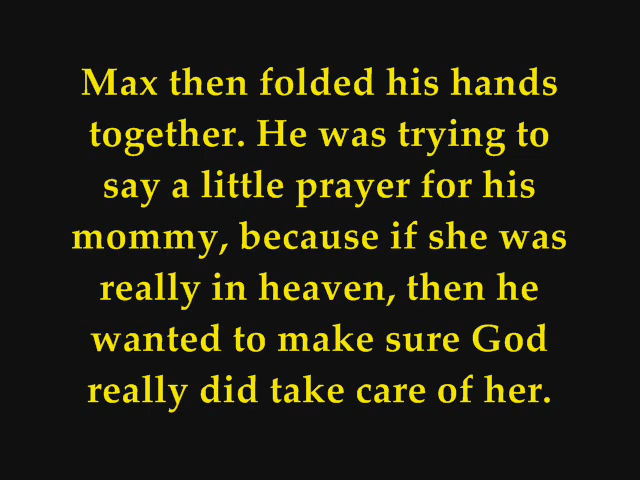 Max then folded his hands
together. He was trying to
say a little prayer for his
mommy, because if she was
really in heaven, then he
wanted to make sure God
really did take care of her.